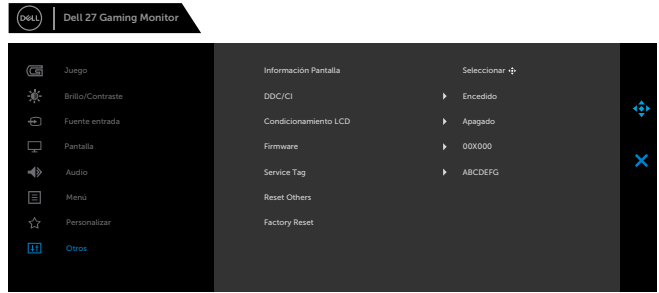 DELL Dell 27 Gaming Monitor
Juego Información Pantalla Seleccionar
Brillo/Contraste DDC/CI Encedido
Fuente entrada Condicionamiento LCD Apagado
Pantalla Firmware 00X000
Audio Service Tag ABCDEFG
Menú Reset Others
Personalizar Factory Reset
Otros